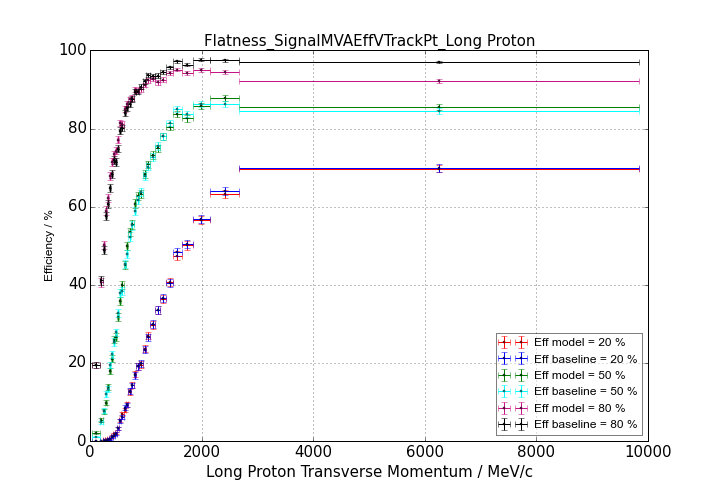 Flatness_SignalMVAEffVTrackPt_Long Proton
100
80
60
40
20
0
Efficiency / %
0
2000
4000
6000
8000
10000
Long Proton Transverse Momentum / MeV/c
Eff model = 20 %
Eff baseline = 20 %
Eff model = 50 %
Eff baseline = 50 %
Eff model = 80 %
Eff baseline = 80 %